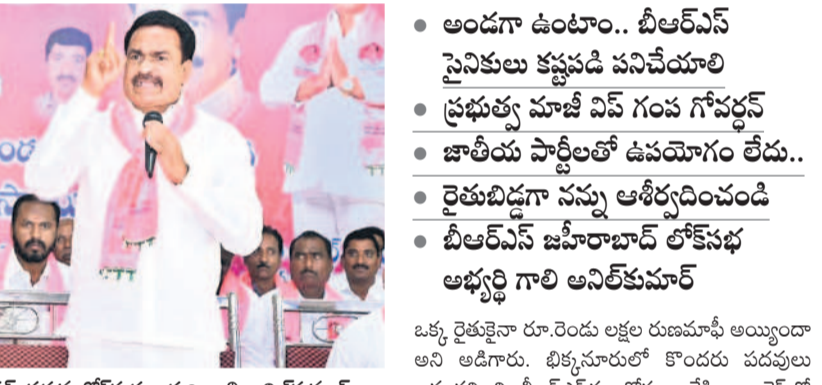 అండగా ఉంటాం.. బీఆర్ఎస్
సైనికులు కష్టపడి పనిచేయాలి
ప్రభుత్వ మాజీ విప్ గంప గోవర్ధన్
జాతీయ పార్టీలతో ఉపయోగం లేదు..
రైతుబిడ్డగా నన్ను ఆశీర్వదించండి
బీఆర్ఎస్ జహీరాబాద్ లోక్‌సభ
అభ్యర్థి గాలి అనిల్‌కుమార్
ఒక్క రైతుకైనా రూ.రెండు లక్షల రుణమాఫీ అయ్యిందా
అని అడిగారు. భిక్కనూరులో కొందరు పదవులు